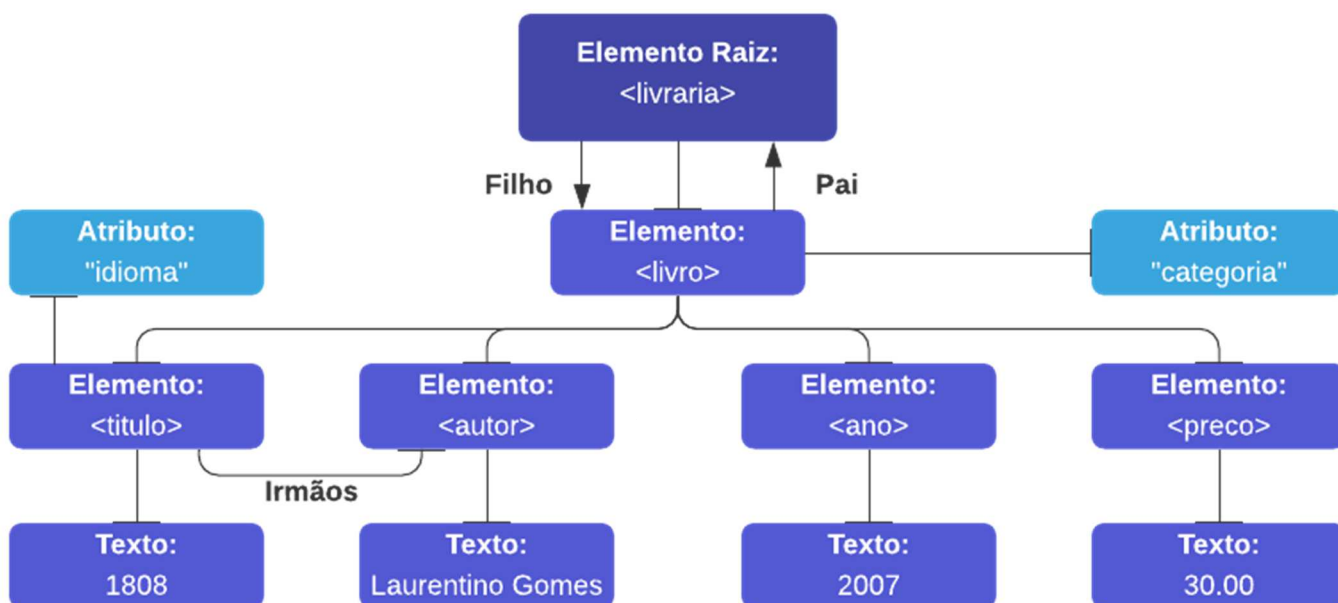 Elemento Raiz:
<livraria>
Filho
Pai
Atributo:
"idioma"
Elemento:
<livro>
Atributo:
"categoria"
Elemento:
<titulo>
Elemento:
<autor>
Elemento:
<ano>
Elemento:
<preco>
Irmãos
Texto:
1808
Texto:
Laurentino Gomes
Texto:
2007
Texto:
30.00